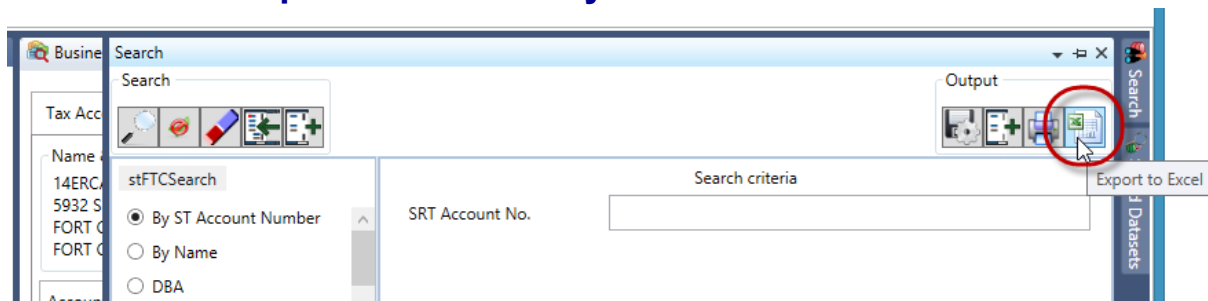 Busine
Search
Search
Output
Tax Acc
Name &
14ERCA
5932 S
FORT C
FORT C
stFTCSearch
By ST Account Number
By Name
DBA
Search criteria
SRT Account No.
Export to Excel
Search
d Datasets